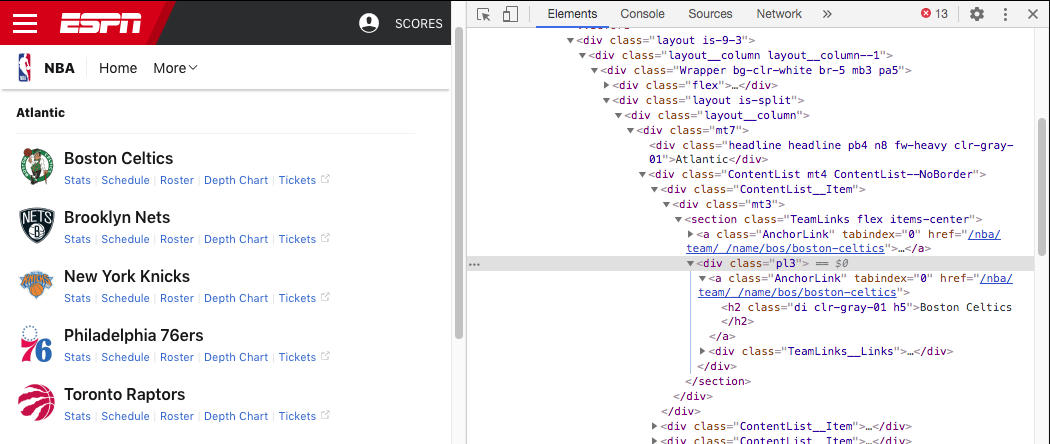 ESPN
SCORES
NBA Home More
Atlantic
Boston Celtics
Stats Schedule Roster Depth Chart Tickets
NETS
B
Brooklyn Nets
Stats Schedule Roster Depth Chart Tickets
New York Knicks
Stats Schedule Roster Depth Chart Tickets
76
Philadelphia 76ers
Stats Schedule Roster Depth Chart Tickets
Toronto Raptors
Stats Schedule Roster Depth Chart Tickets
Elements Console Sources Network » 13
▼<div class="layout is-9-3">
▼<div class="layout__column layout__column--1">
▼<div class="Wrapper bg-clr-white br-5 mb3 pa5">
▶<div class="flex">…</div>
▼<div class="layout is-split">
▼<div class="layout__column">
▼<div class="mt7">
<div class="headline headline pb4 n8 fw-heavy clr-gray-
01">Atlantic</div>
▼<div class="ContentList mt4 ContentList--NoBorder">
▼<div class="ContentList__Item">
▼<div class="mt3">
▼<section class="TeamLinks flex items-center">
▶<a class="AnchorLink" tabindex="0" href="/nba/
team/_/name/bos/boston-celtics">…</a>
… ▼<div class="pl3"> == $0
▼<a class="AnchorLink" tabindex="0" href="/nba/
team/_/name/bos/boston-celtics">
<h2 class="di clr-gray-01 h5">Boston Celtics
</h2>
</a>
▶<div class="TeamLinks__Links">…</div>
</div>
</section>
</div>
</div>
▶<div class="ContentList__Item">…</div>
▶<div class="ContentList__Item">…</div>